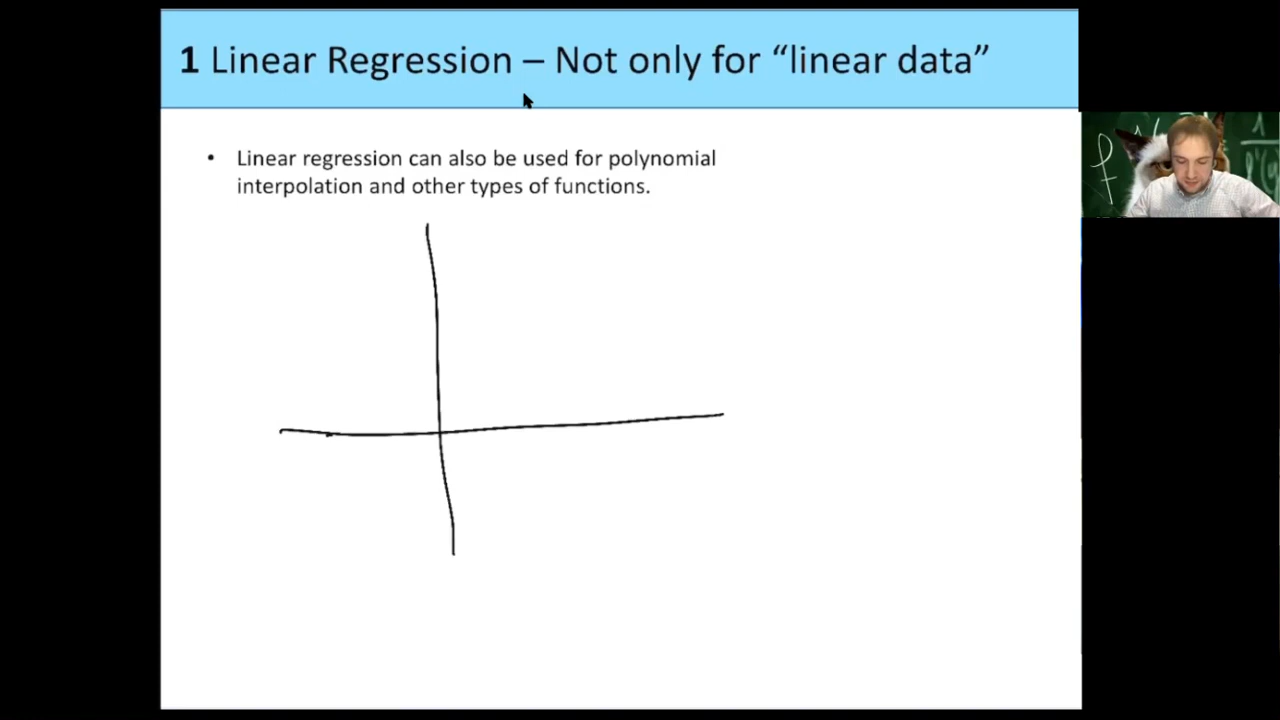 1 Linear Regression – Not only for “linear data”
• Linear regression can also be used for polynomial
interpolation and other types of functions.